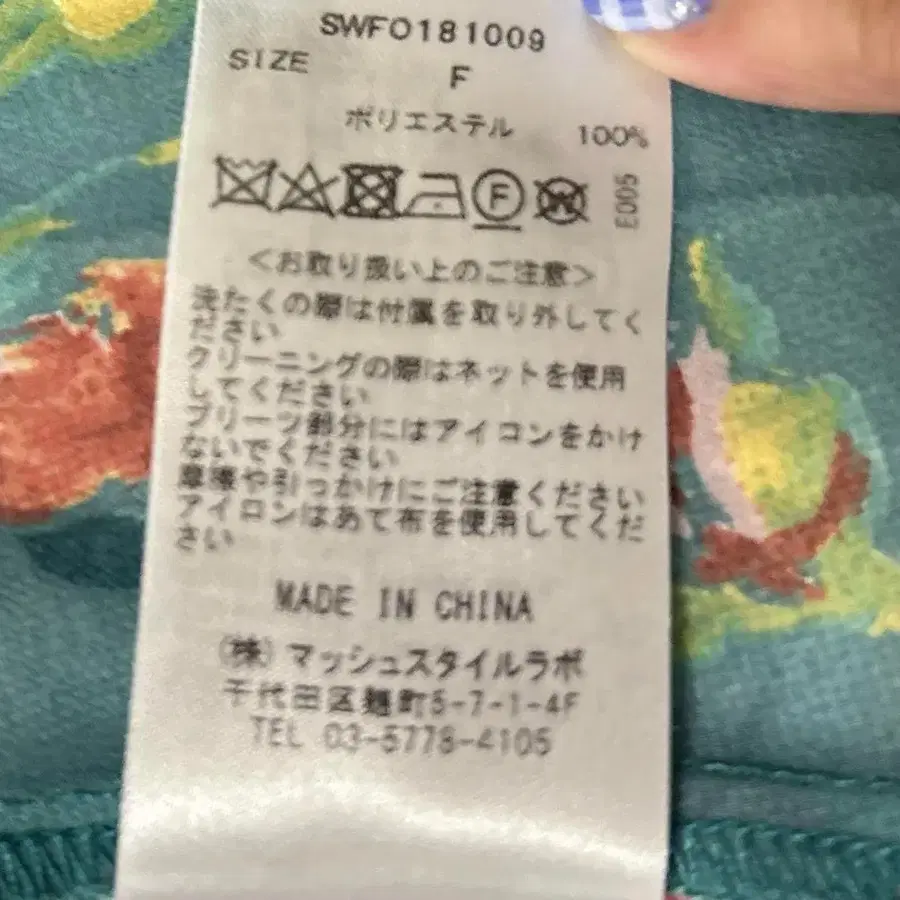 SWFO181009
SIZE F
ポリエステル 100%
F W E005
＜お取り扱い上のご注意＞
洗たくの際は付属を取り外してく
ださい
クリーニングの際はネットを使用
してください
プリーツ部分にはアイロンをかけ
ないでください
摩擦や引っかけにご注意ください
アイロンはあて布を使用してくだ
さい
MADE IN CHINA
(株)マッシュスタイルラボ
千代田区麹町5-7-1-4F
TEL 03-5778-4105